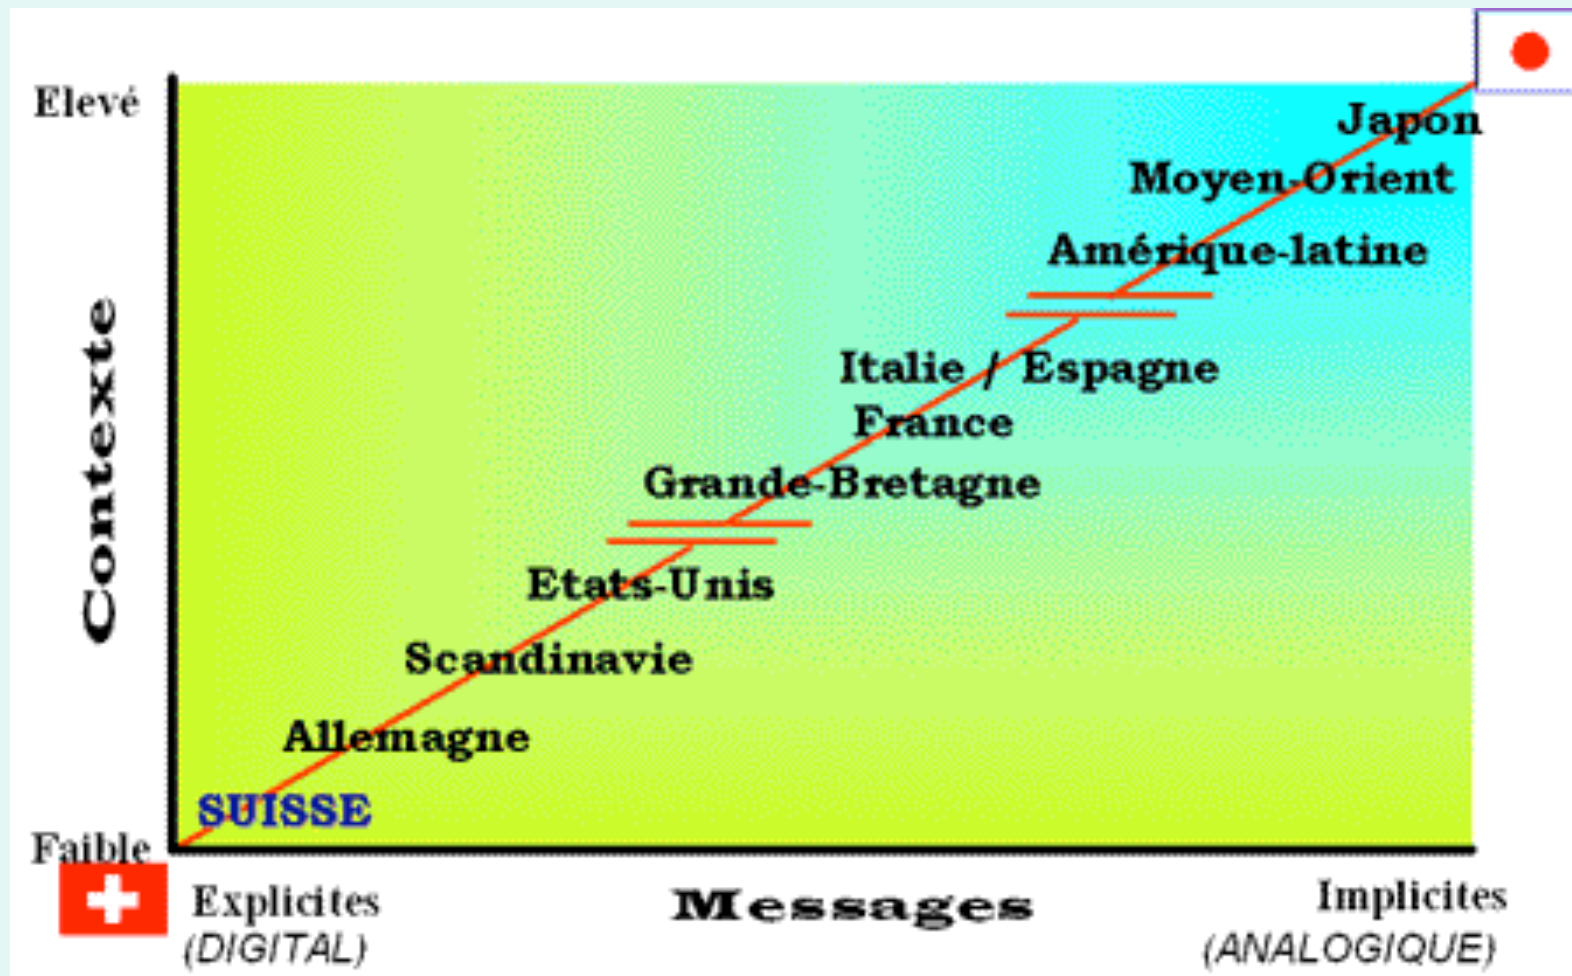 Elevé
Japon
Moyen-Orient
Amérique-latine
Contexte
Italie / Espagne
France
Grande-Bretagne
Etats-Unis
Scandinavie
Allemagne
SUISSE
Faible
Explicites
(DIGITAL)
Messages
Implicites
(ANALOGIQUE)